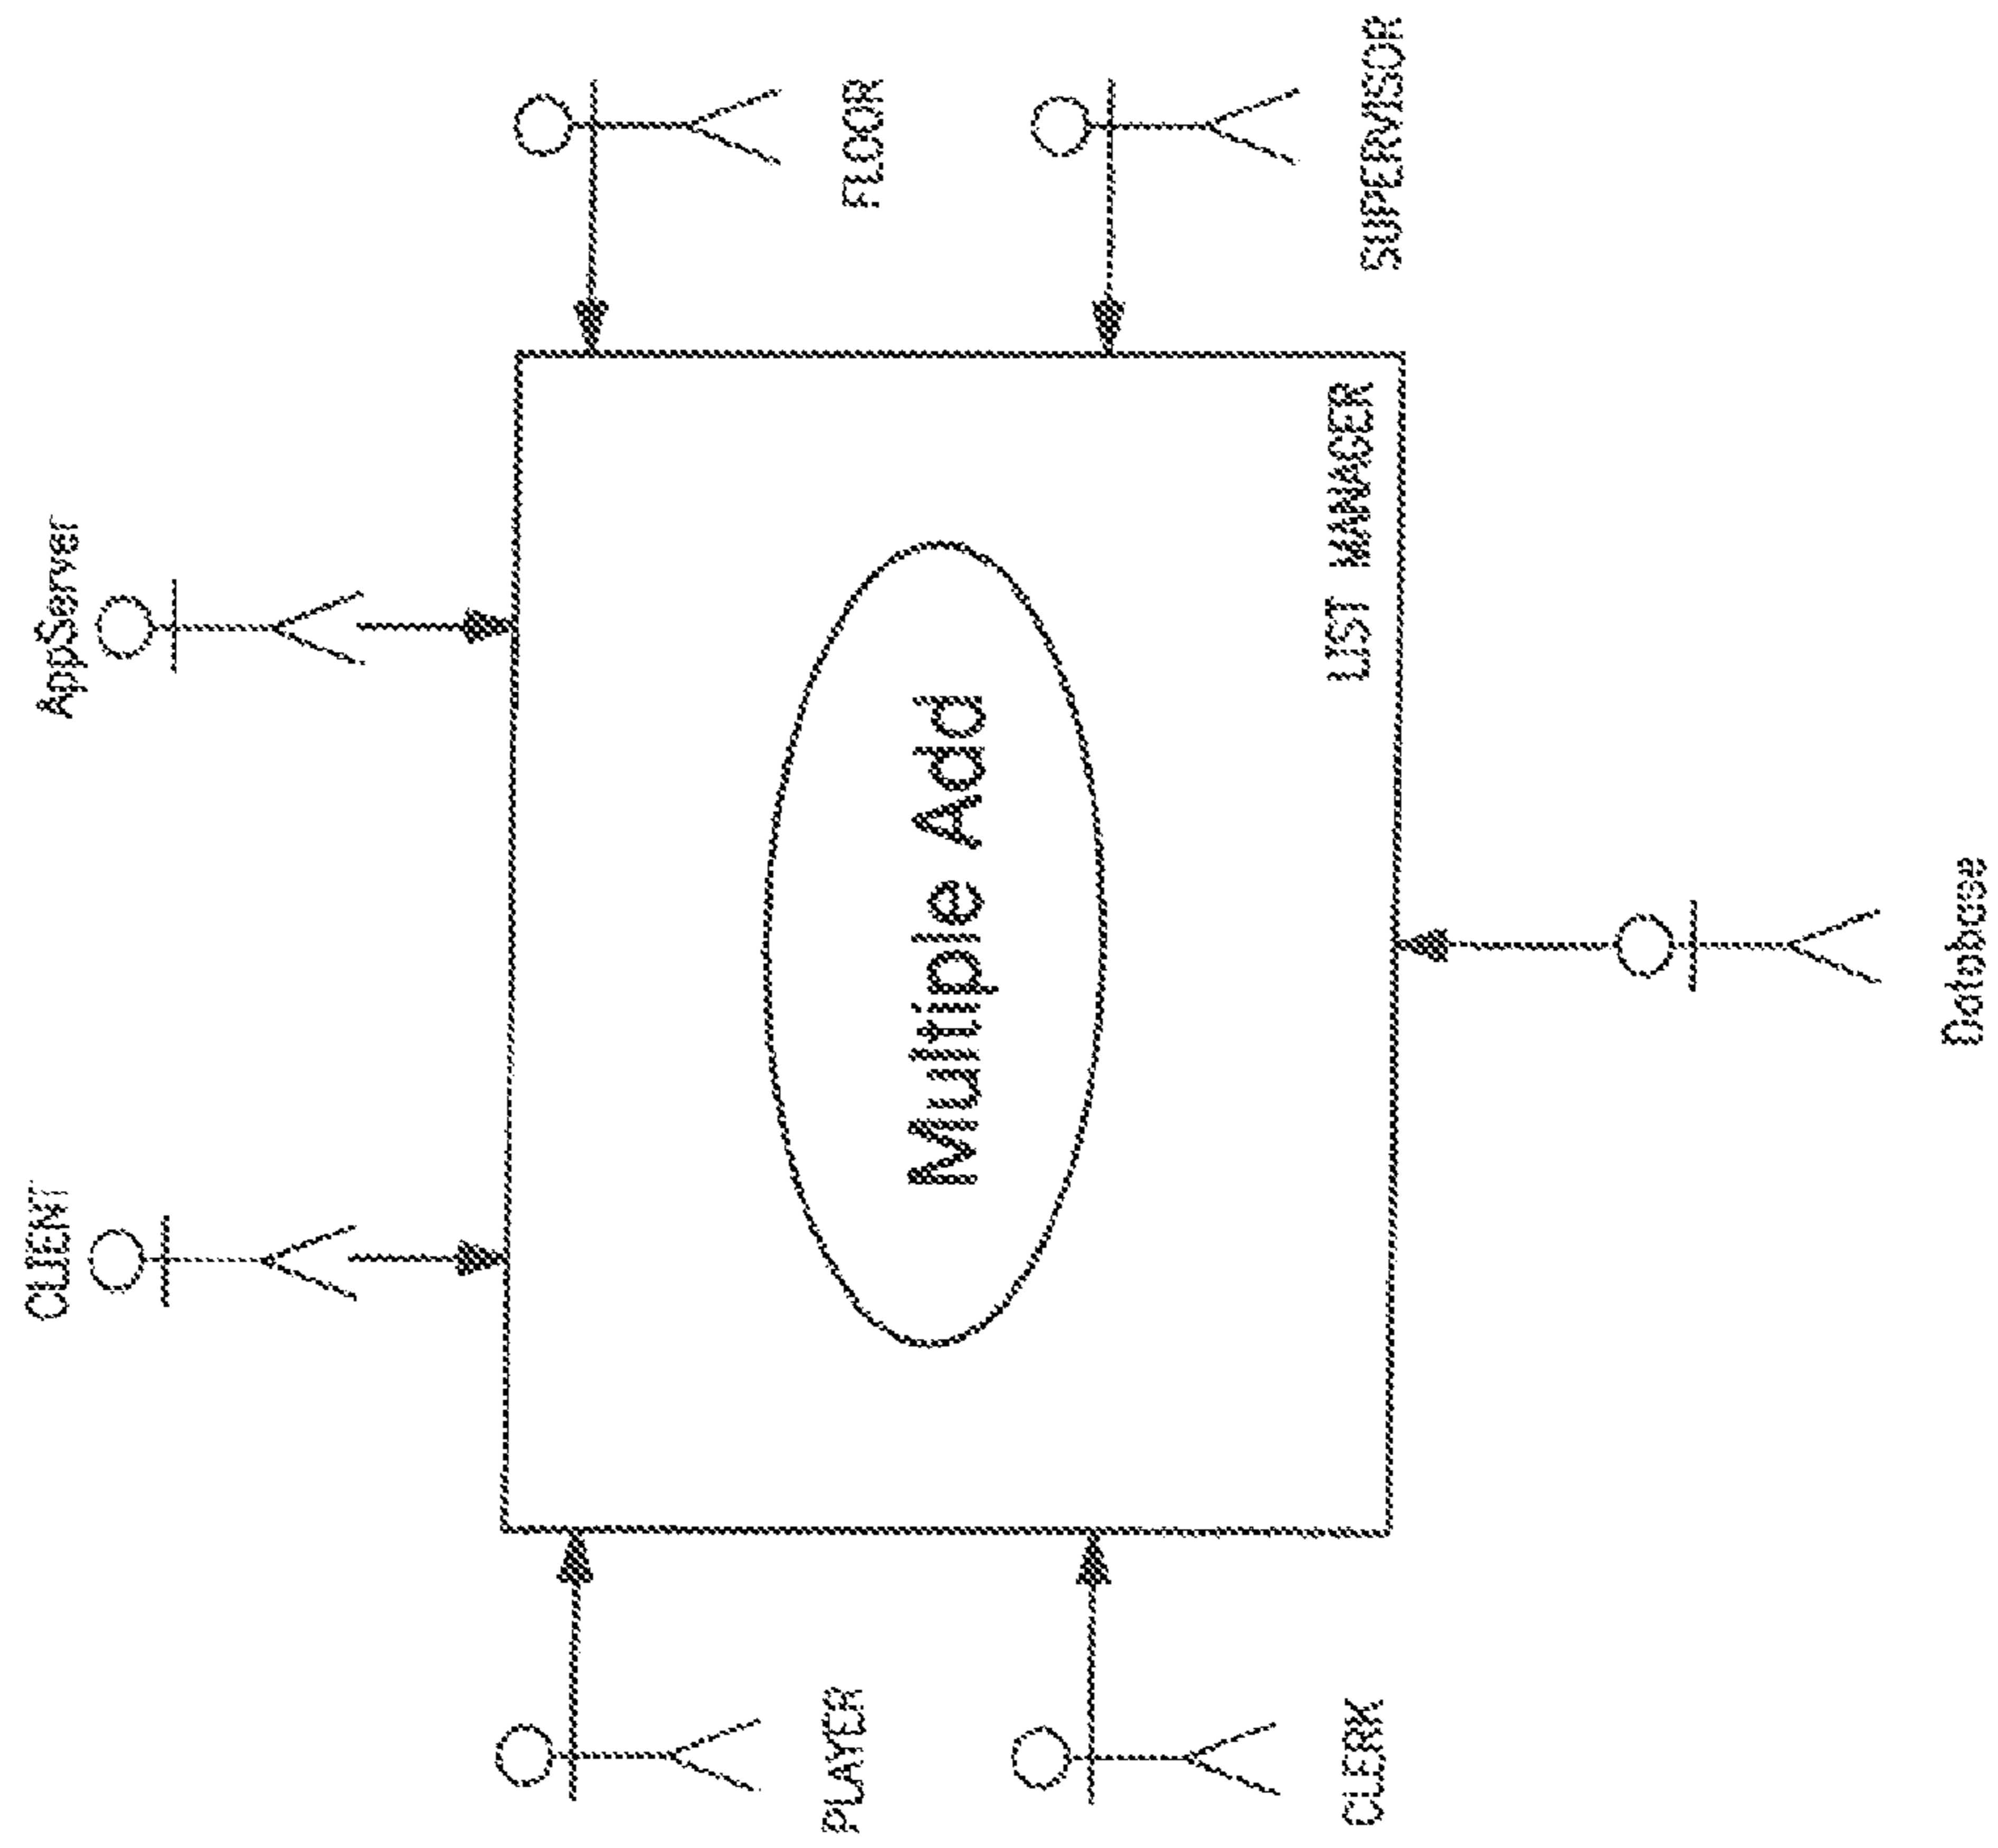 CLIENT
AppServer
PLAYER
FLOOR
Multiple Add
CLERK
LIST MANAGER
SUPERVISOR
Database